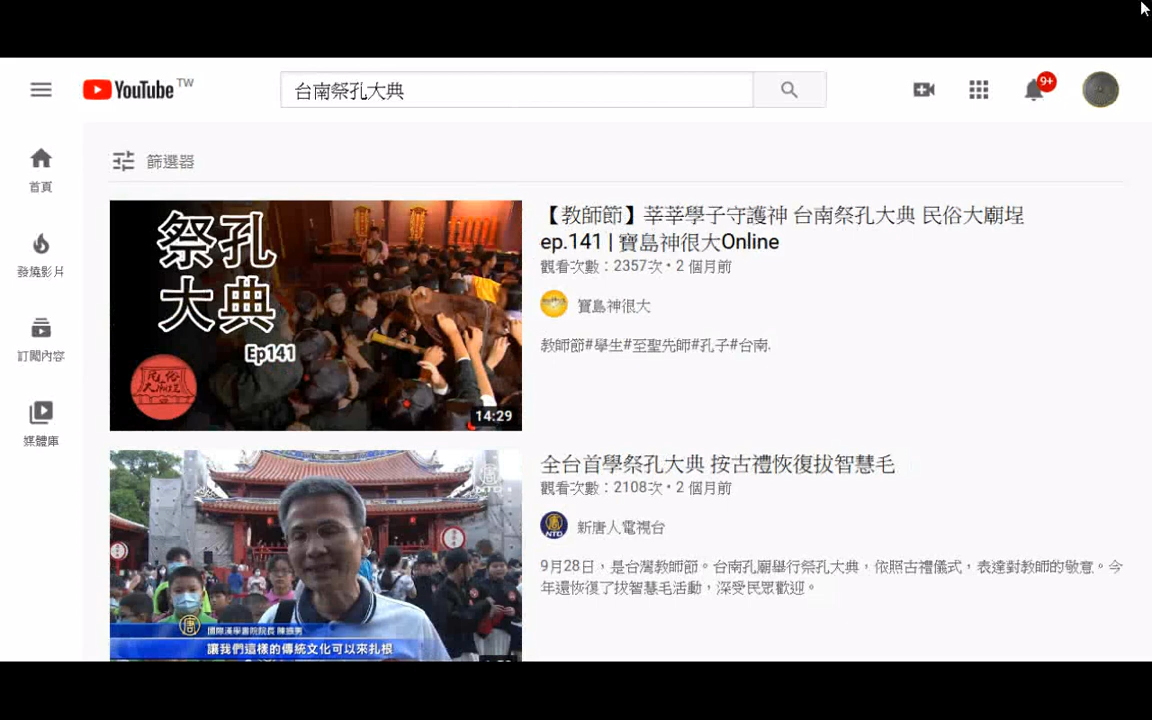 YouTube TW
台南祭孔大典
9+
首頁
發燒影片
訂閱內容
媒體庫
篩選器
祭孔
大典
Ep141
14:29
【教師節】莘莘學子守護神 台南祭孔大典 民俗大廟埕
ep.141 | 寶島神很大Online
觀看次數：2357次 • 2 個月前
寶島神很大
教師節#學生#至聖先師#孔子#台南.
全台首學祭孔大典 按古禮恢復拔智慧毛
觀看次數：2108次 • 2 個月前
新唐人電視台
9月28日，是台灣教師節。台南孔廟舉行祭孔大典，依照古禮儀式，表達對教師的敬意。今
年還恢復了拔智慧毛活動，深受民眾歡迎。
讓我們這樣的傳統文化可以來扎根